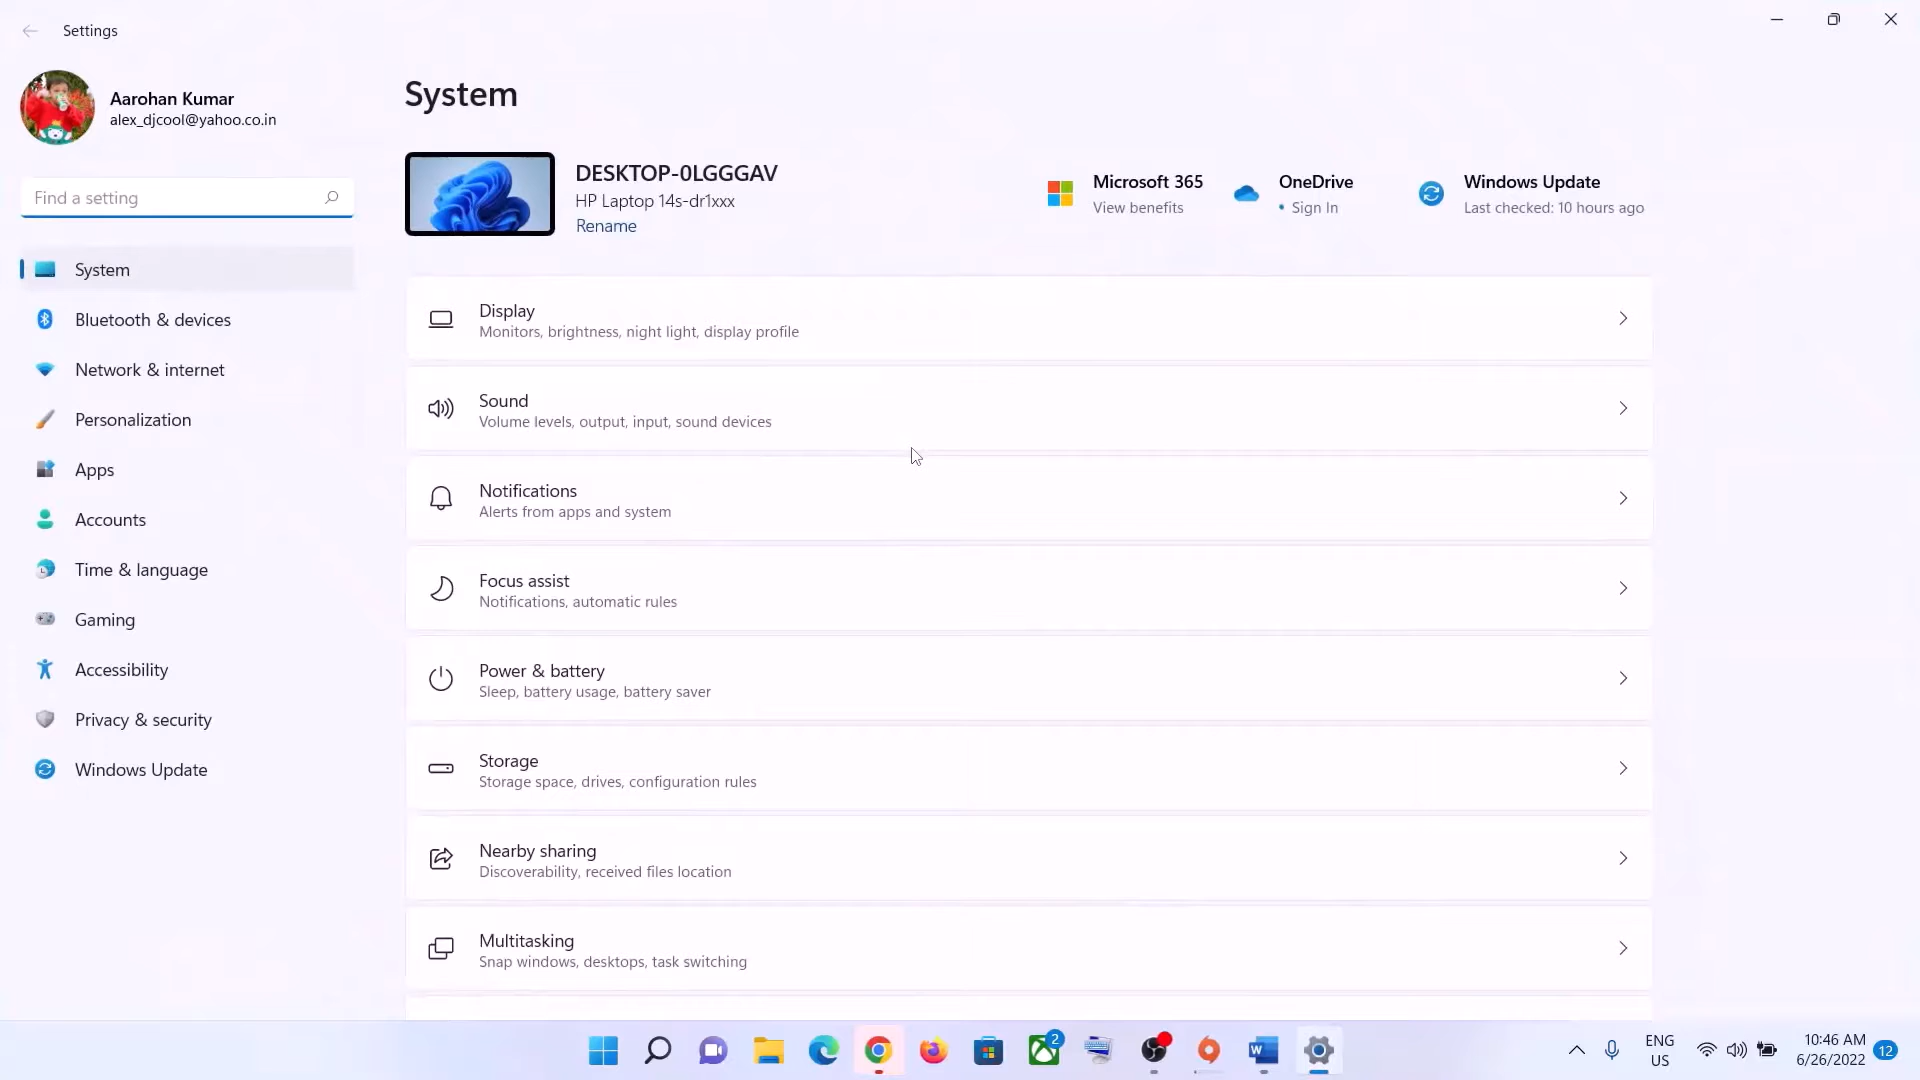 Settings
Aarohan Kumar
alex_djcool@yahoo.co.in
Find a setting
System
Bluetooth & devices
Network & internet
Personalization
Apps
Accounts
Time & language
Gaming
Accessibility
Privacy & security
Windows Update
System
DESKTOP-0LGGGAV
HP Laptop 14s-dr1xxx
Rename
Microsoft 365
View benefits
OneDrive
• Sign In
Windows Update
Last checked: 10 hours ago
Display
Monitors, brightness, night light, display profile
Sound
Volume levels, output, input, sound devices
Notifications
Alerts from apps and system
Focus assist
Notifications, automatic rules
Power & battery
Sleep, battery usage, battery saver
Storage
Storage space, drives, configuration rules
Nearby sharing
Discoverability, received files location
Multitasking
Snap windows, desktops, task switching
2
W
ENG
US
10:46 AM
6/26/2022
12